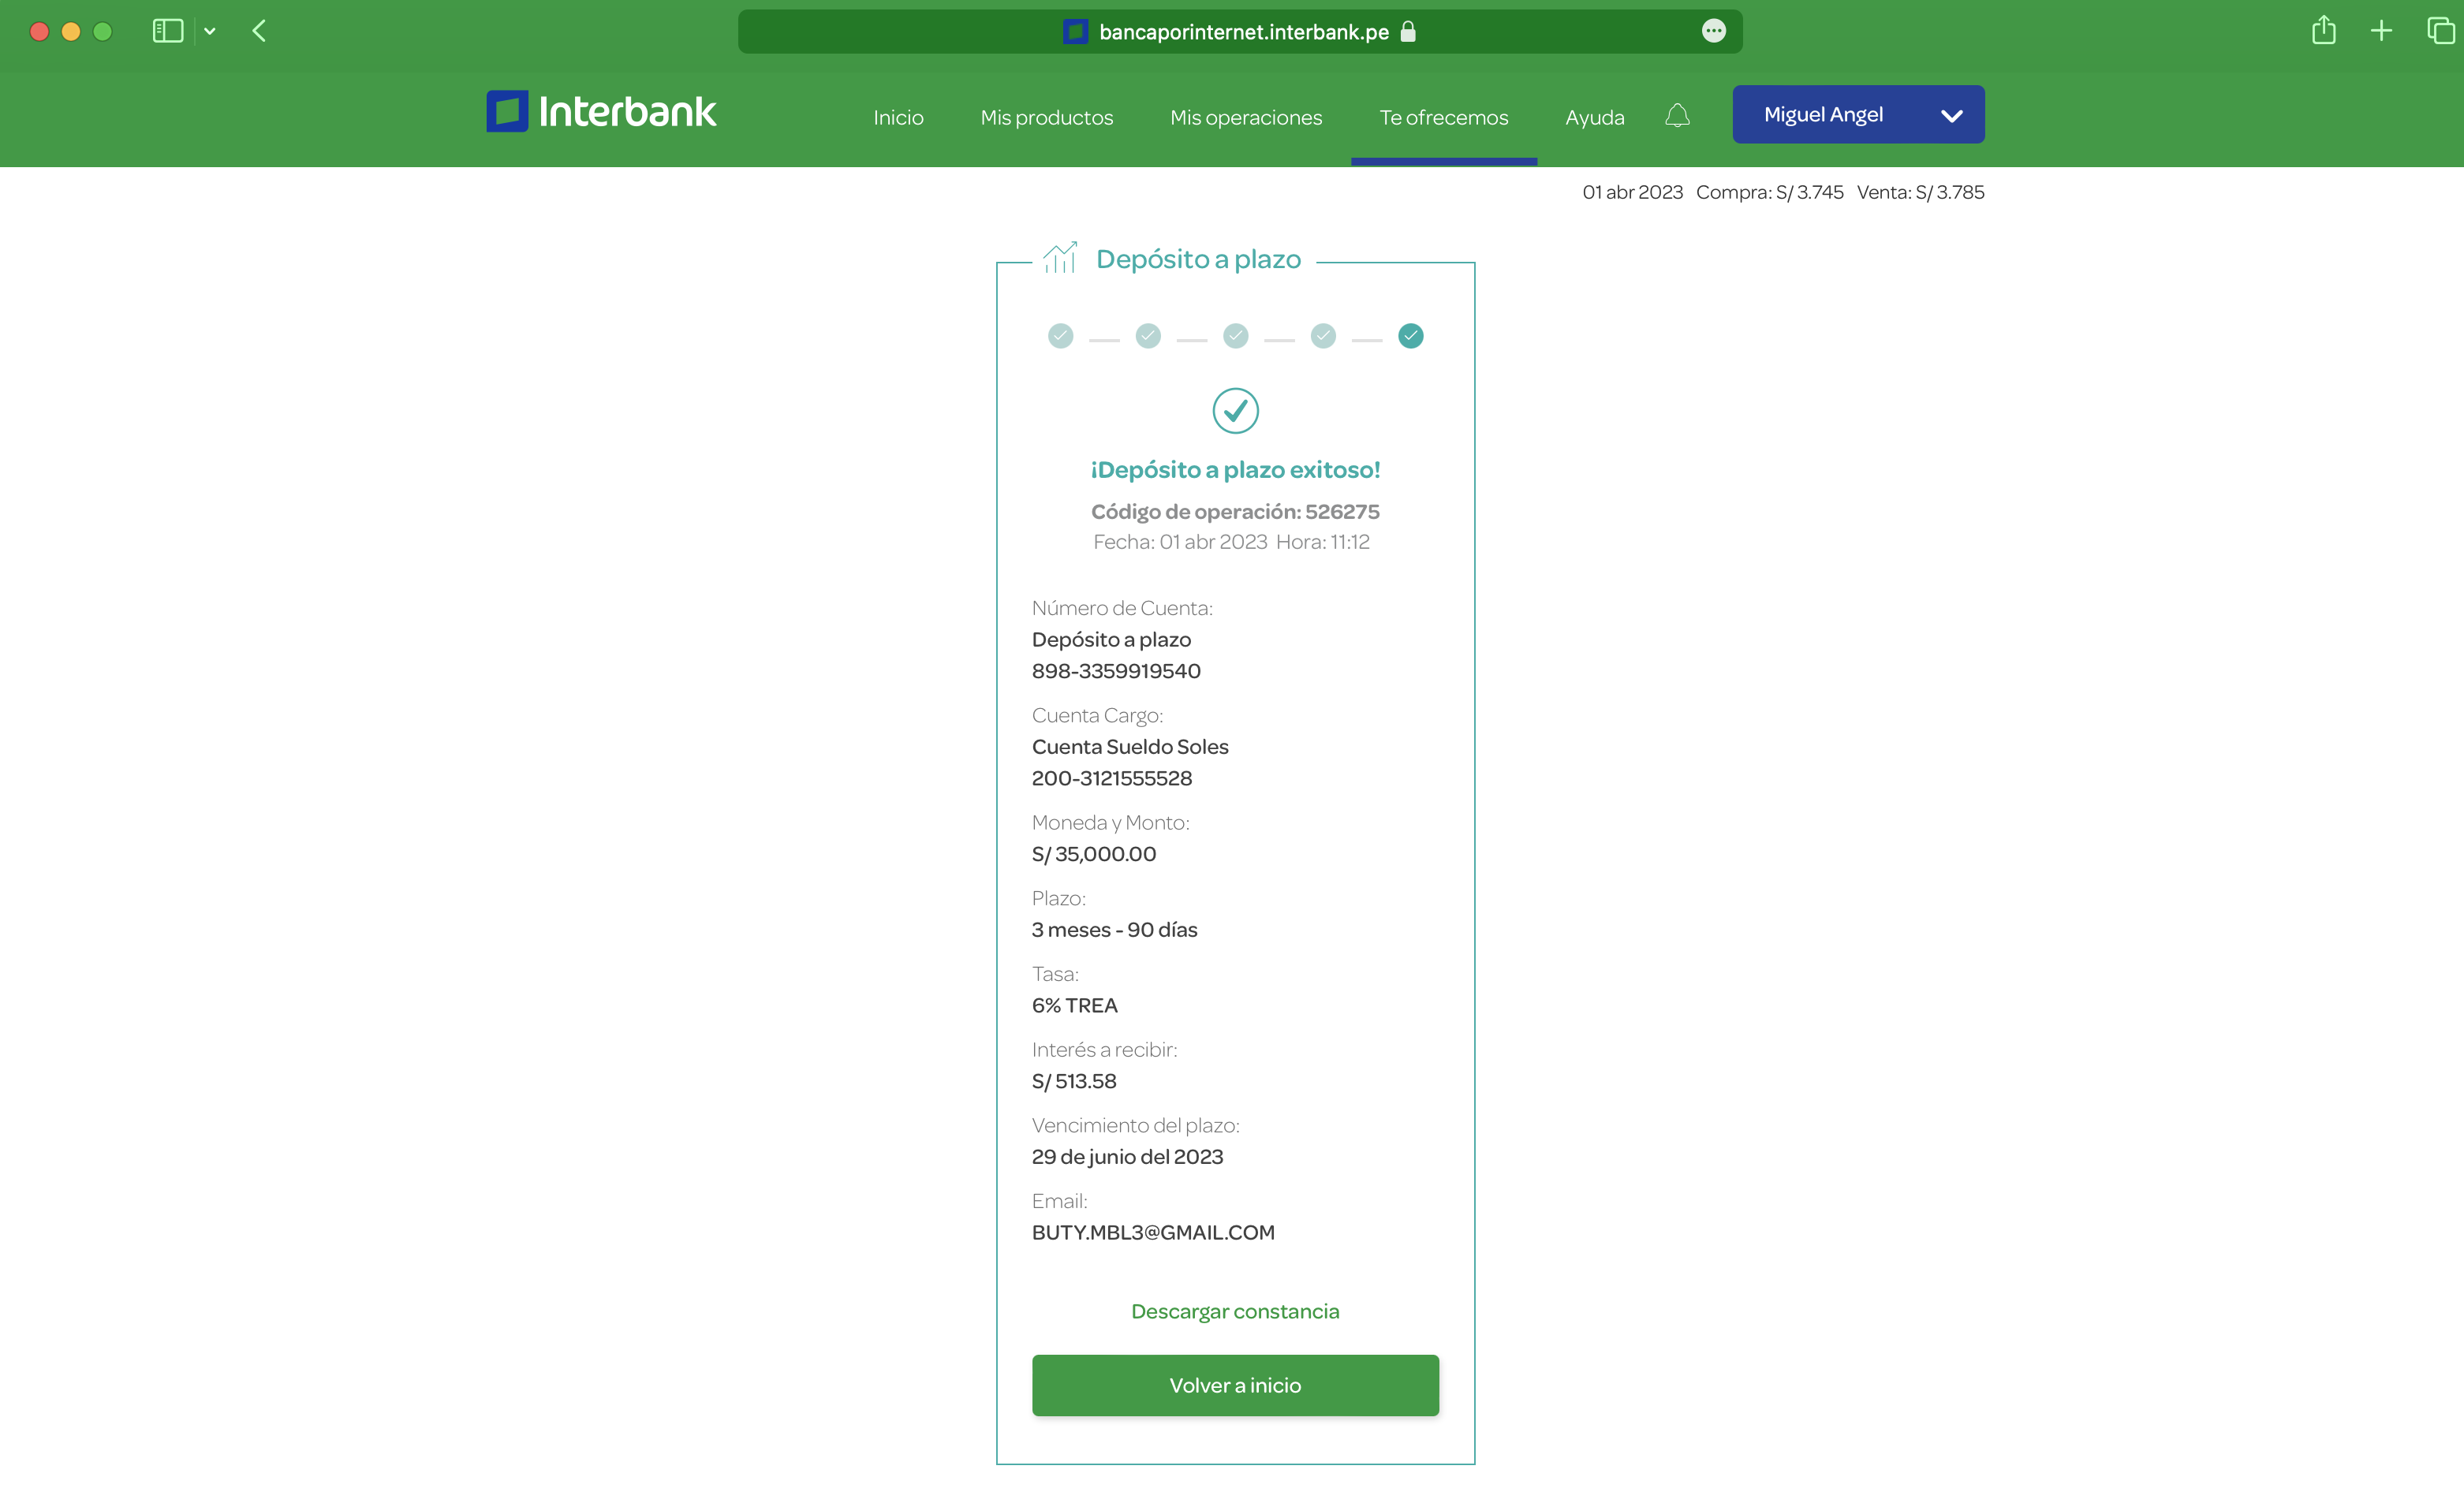 bancaporinternet.interbank.pe
Interbank
Inicio
Mis productos
Mis operaciones
Te ofrecemos
Ayuda
Miguel Angel
01 abr 2023 Compra: S/ 3.745 Venta: S/ 3.785
Depósito a plazo
¡Depósito a plazo exitoso!
Código de operación: 526275
Fecha: 01 abr 2023 Hora: 11:12
Número de Cuenta:
Depósito a plazo
898-3359919540
Cuenta Cargo:
Cuenta Sueldo Soles
200-3121555528
Moneda y Monto:
S/ 35,000.00
Plazo:
3 meses - 90 días
Tasa:
6% TREA
Interés a recibir:
S/ 513.58
Vencimiento del plazo:
29 de junio del 2023
Email:
BUTY.MBL3@GMAIL.COM
Descargar constancia
Volver a inicio